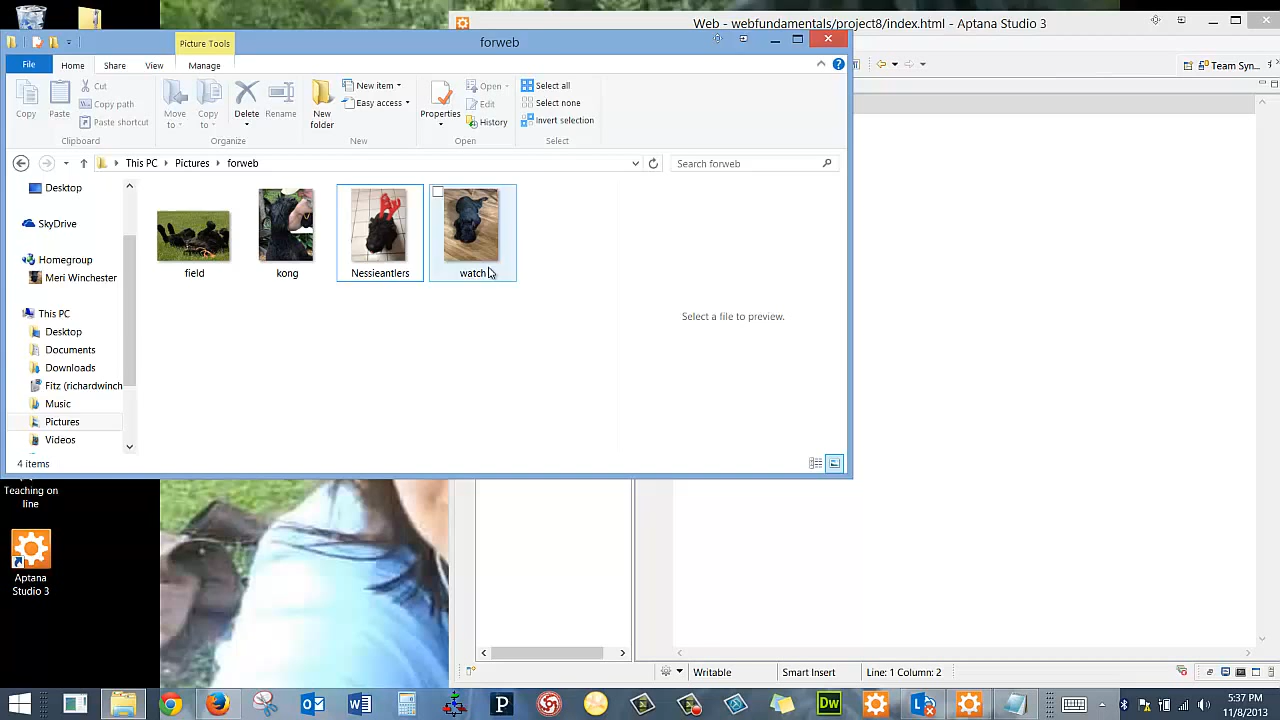 Web - webfundamentals/project8/index.html - Aptana Studio 3
Picture Tools
forweb
File
Home
Share
View
Manage
Team Syn...
Copy
Paste
Cut
Copy path
Paste shortcut
Move to
Copy to
Delete
Rename
New folder
New item
Easy access
Properties
Open
Edit
History
Select all
Select none
Invert selection
Clipboard
Organize
New
Open
Select
This PC
Pictures
forweb
Search forweb
Desktop
SkyDrive
Homegroup
Meri Winchester
This PC
Desktop
Documents
Downloads
Fitz (richardwinch
Music
Pictures
Videos
field
kong
Nessieantlers
watch
Select a file to preview.
4 items
Teaching on line
Aptana Studio 3
Writable
Smart Insert
Line: 1 Column: 2
Dw
5:37 PM
11/8/2013